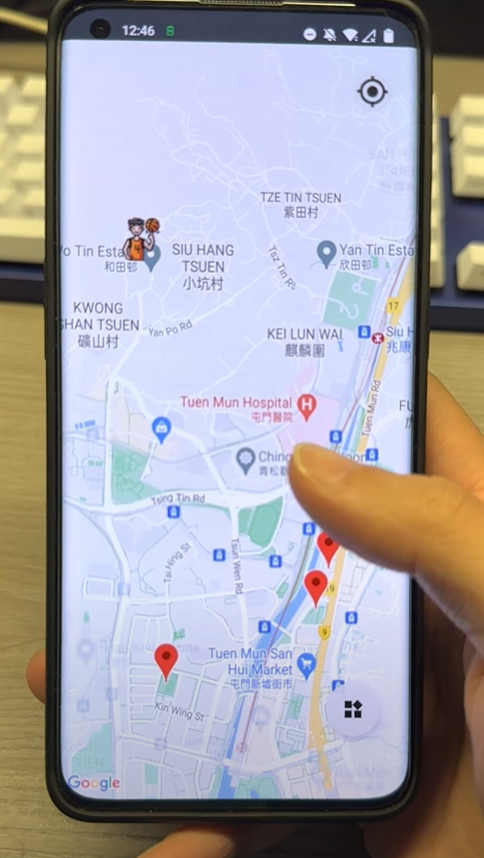 12:46
TZE TIN TSUEN
紫田村
和田邨
SIU HANG
TSUEN
小坑村
Tsz Tin Rd
Yan Tin Esta
欣田邨
17
KWONG
SHAN TSUEN
礦山村
Yan Po Rd
KEI LUN WAI
麒麟圍
Siu H
兆康
Tuen Mun Rd
Tuen Mun Hospital
屯門醫院
H
Ching
青松觀
Tsing Tin Rd
Tai Hing St
Tsun Wen Rd
9
Tuen Mun San
Hui Market
屯門新墟街市
Kin Wing St
Google